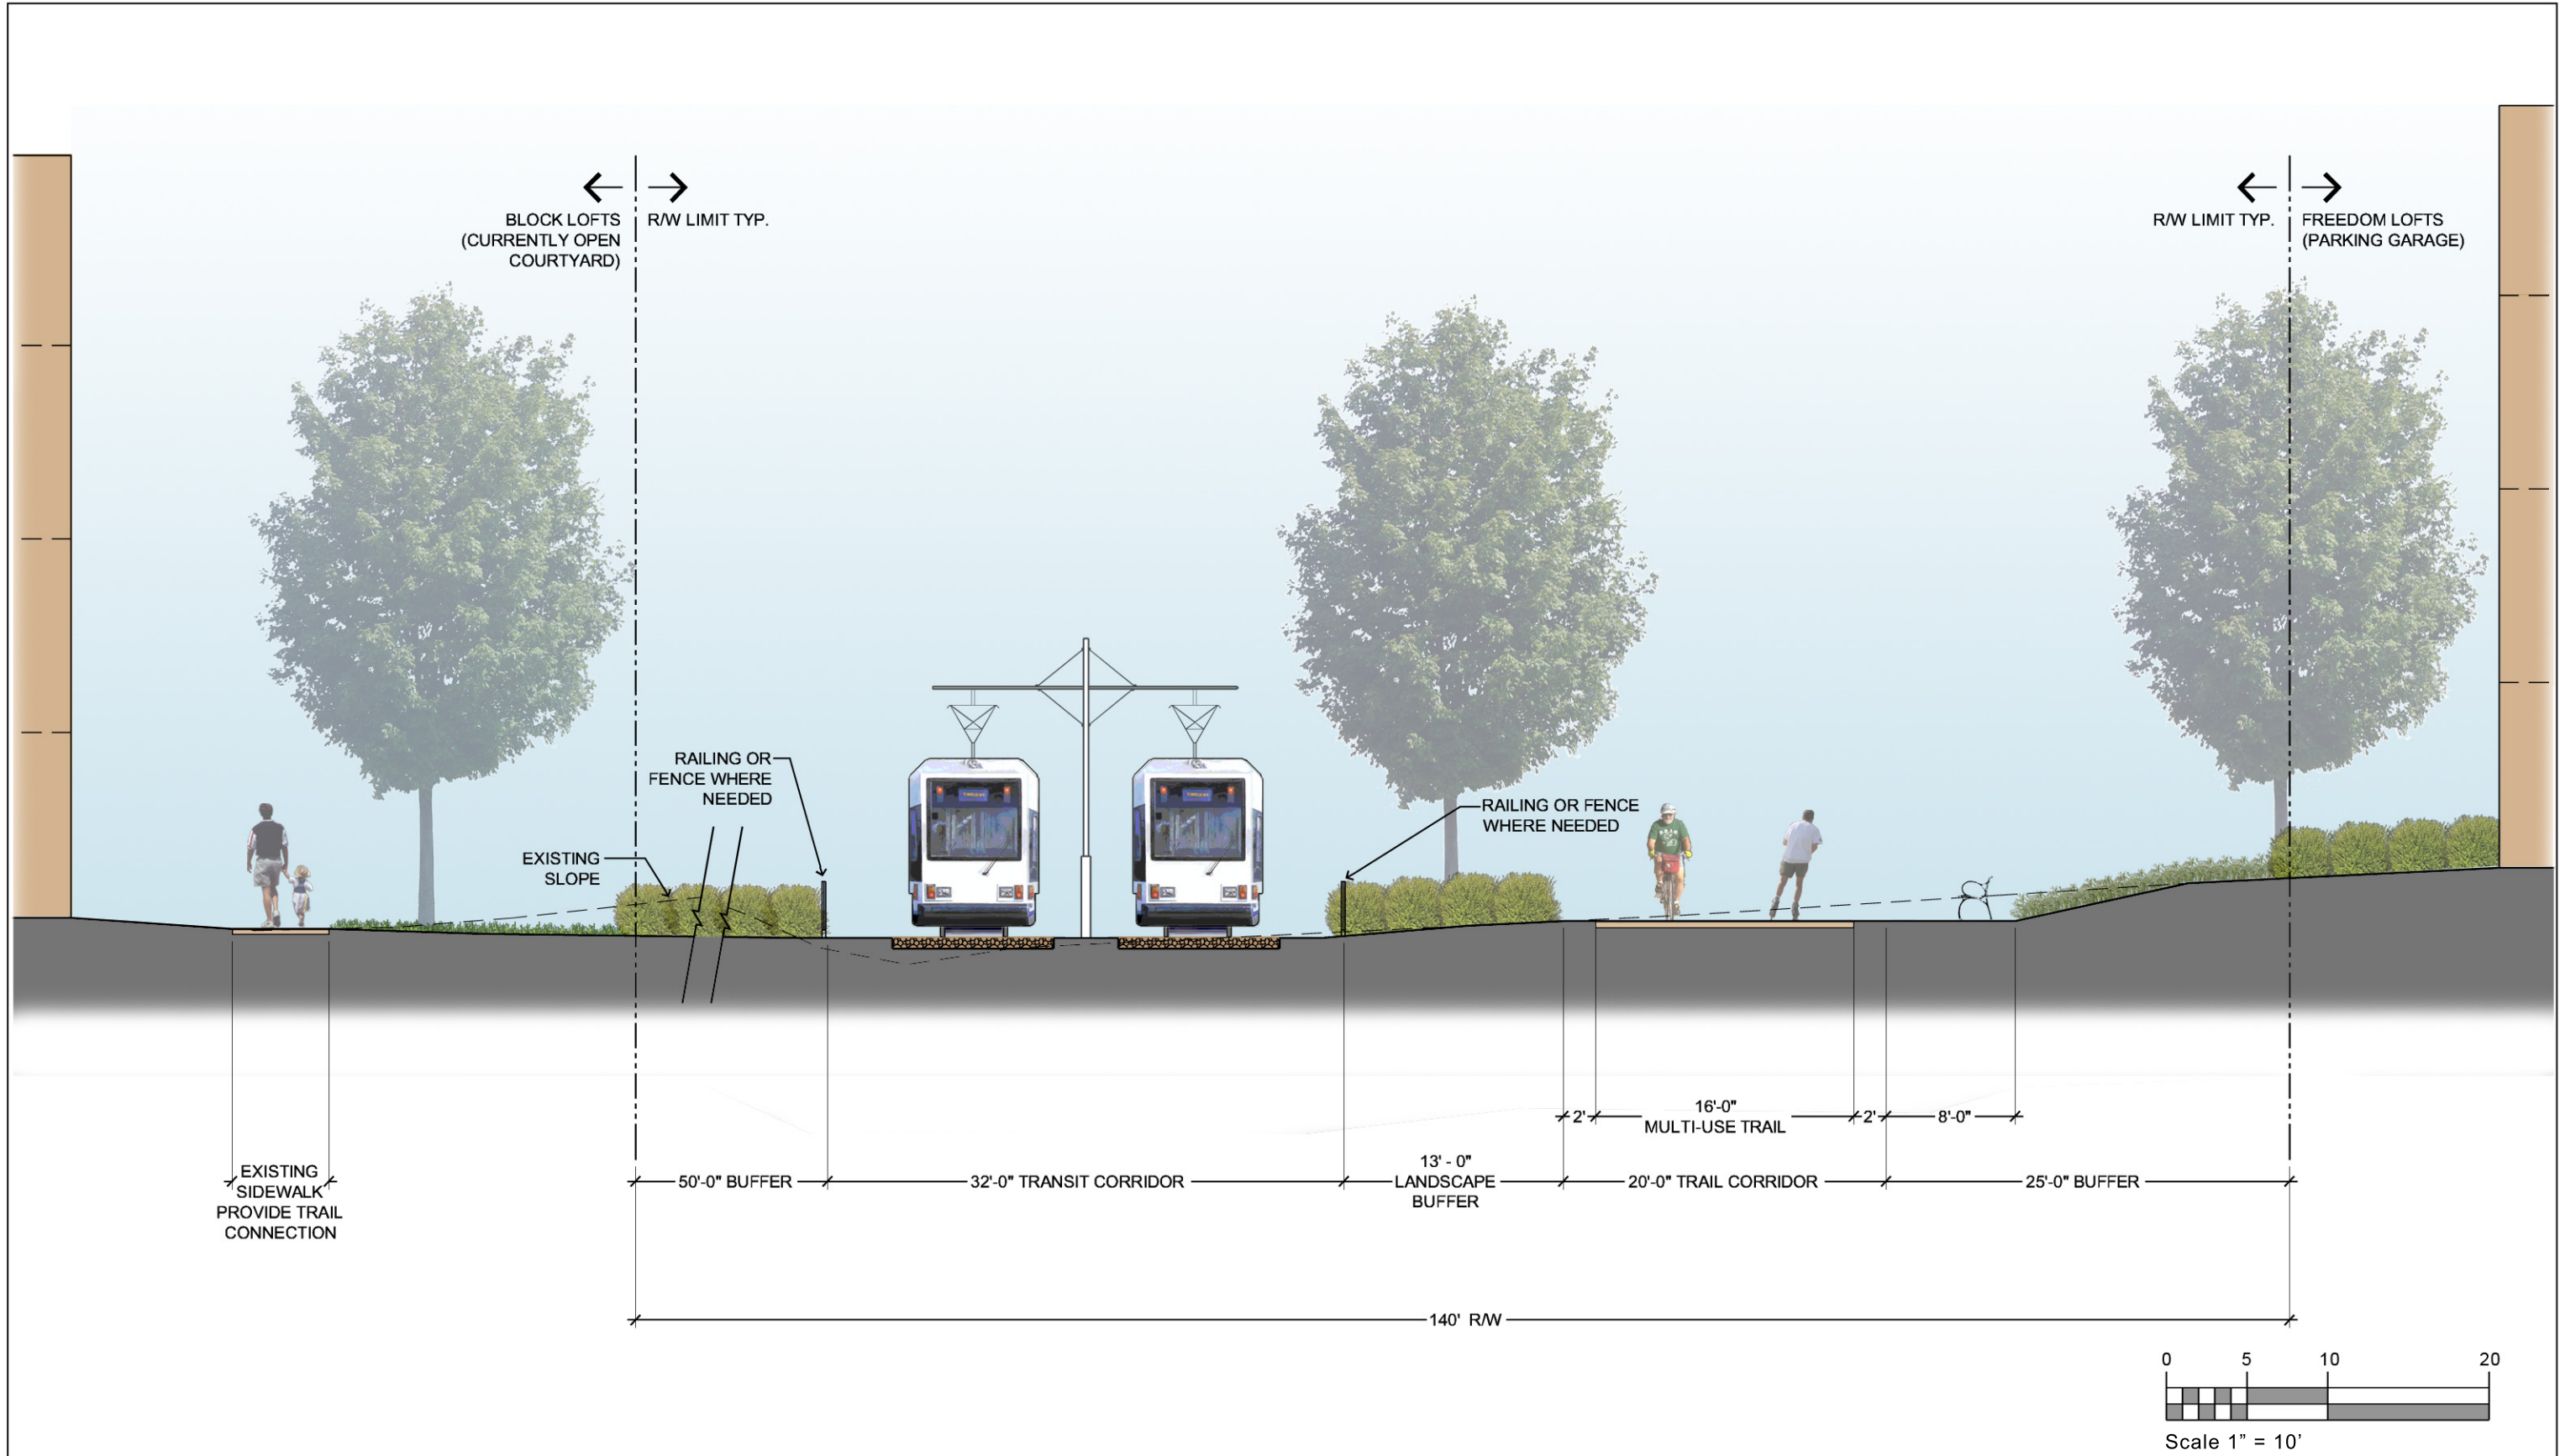 BLOCK LOFTS
(CURRENTLY OPEN
COURTYARD)
R/W LIMIT TYP.
R/W LIMIT TYP.
FREEDOM LOFTS
(PARKING GARAGE)
RAILING OR
FENCE WHERE
NEEDED
EXISTING
SLOPE
RAILING OR FENCE
WHERE NEEDED
2'
16'-0"
MULTI-USE TRAIL
2'
8'-0"
EXISTING
SIDEWALK
PROVIDE TRAIL
CONNECTION
50'-0" BUFFER
32'-0" TRANSIT CORRIDOR
13' - 0"
LANDSCAPE
BUFFER
20'-0" TRAIL CORRIDOR
25'-0" BUFFER
140' R/W
0 5 10 20
Scale 1” = 10’